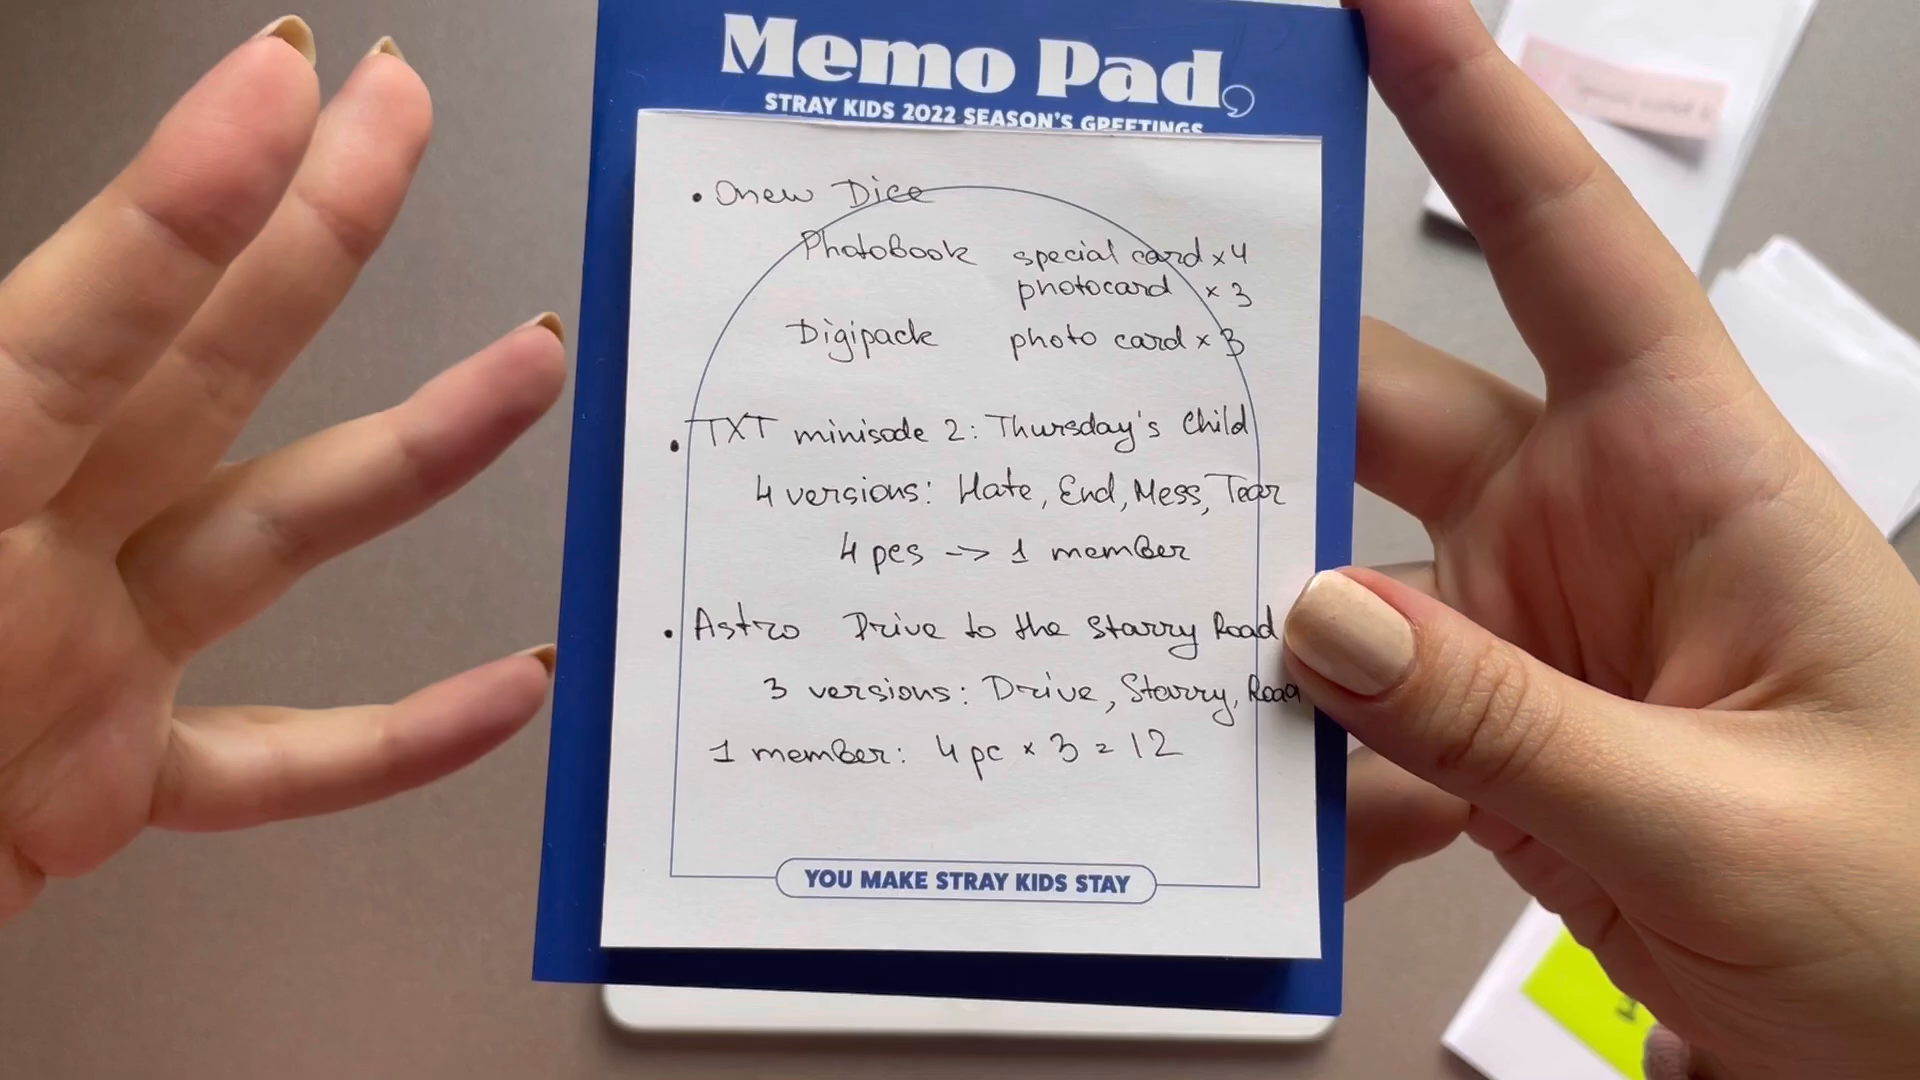 Memo Pad,
STRAY KIDS 2022 SEASON'S GREETINGS
• Onew Dice
PhotoBook special card x 4
photocard x 3
Digipack photo card x 3
• TXT minisode 2: Thursday's Child
4 versions: Hate, End, Mess, Tear
4 pcs -> 1 member
• Astro Drive to the Starry Road
3 versions: Drive, Starry, Road
1 member: 4 pc x 3 = 12
YOU MAKE STRAY KIDS STAY